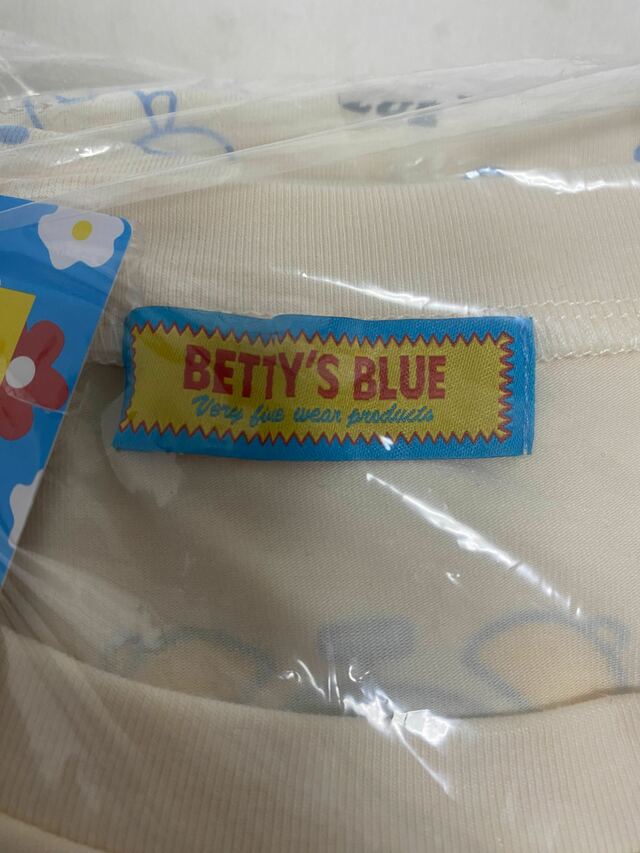 BETTY'S BLUE
Very fine wear products